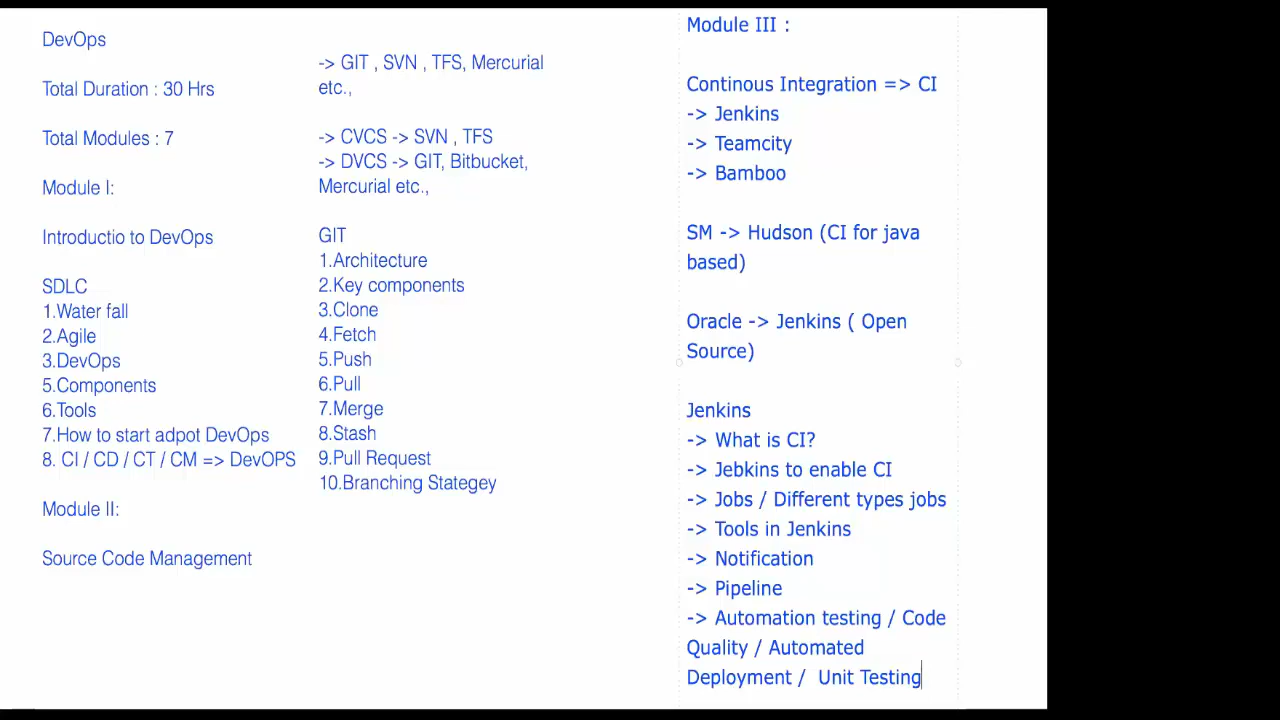 DevOps
Total Duration : 30 Hrs
Total Modules : 7
Module I:
Introductio to DevOps
SDLC
1.Water fall
2.Agile
3.DevOps
5.Components
6.Tools
7.How to start adpot DevOps
8. CI / CD / CT / CM => DevOPS
Module II:
Source Code Management
-> GIT , SVN , TFS, Mercurial
etc.,
-> CVCS -> SVN , TFS
-> DVCS -> GIT, Bitbucket,
Mercurial etc.,
GIT
1.Architecture
2.Key components
3.Clone
4.Fetch
5.Push
6.Pull
7.Merge
8.Stash
9.Pull Request
10.Branching Stategey
Module III :
Continous Integration => CI
-> Jenkins
-> Teamcity
-> Bamboo
SM -> Hudson (CI for java
based)
Oracle -> Jenkins ( Open
Source)
Jenkins
-> What is CI?
-> Jebkins to enable CI
-> Jobs / Different types jobs
-> Tools in Jenkins
-> Notification
-> Pipeline
-> Automation testing / Code
Quality / Automated
Deployment /  Unit Testing